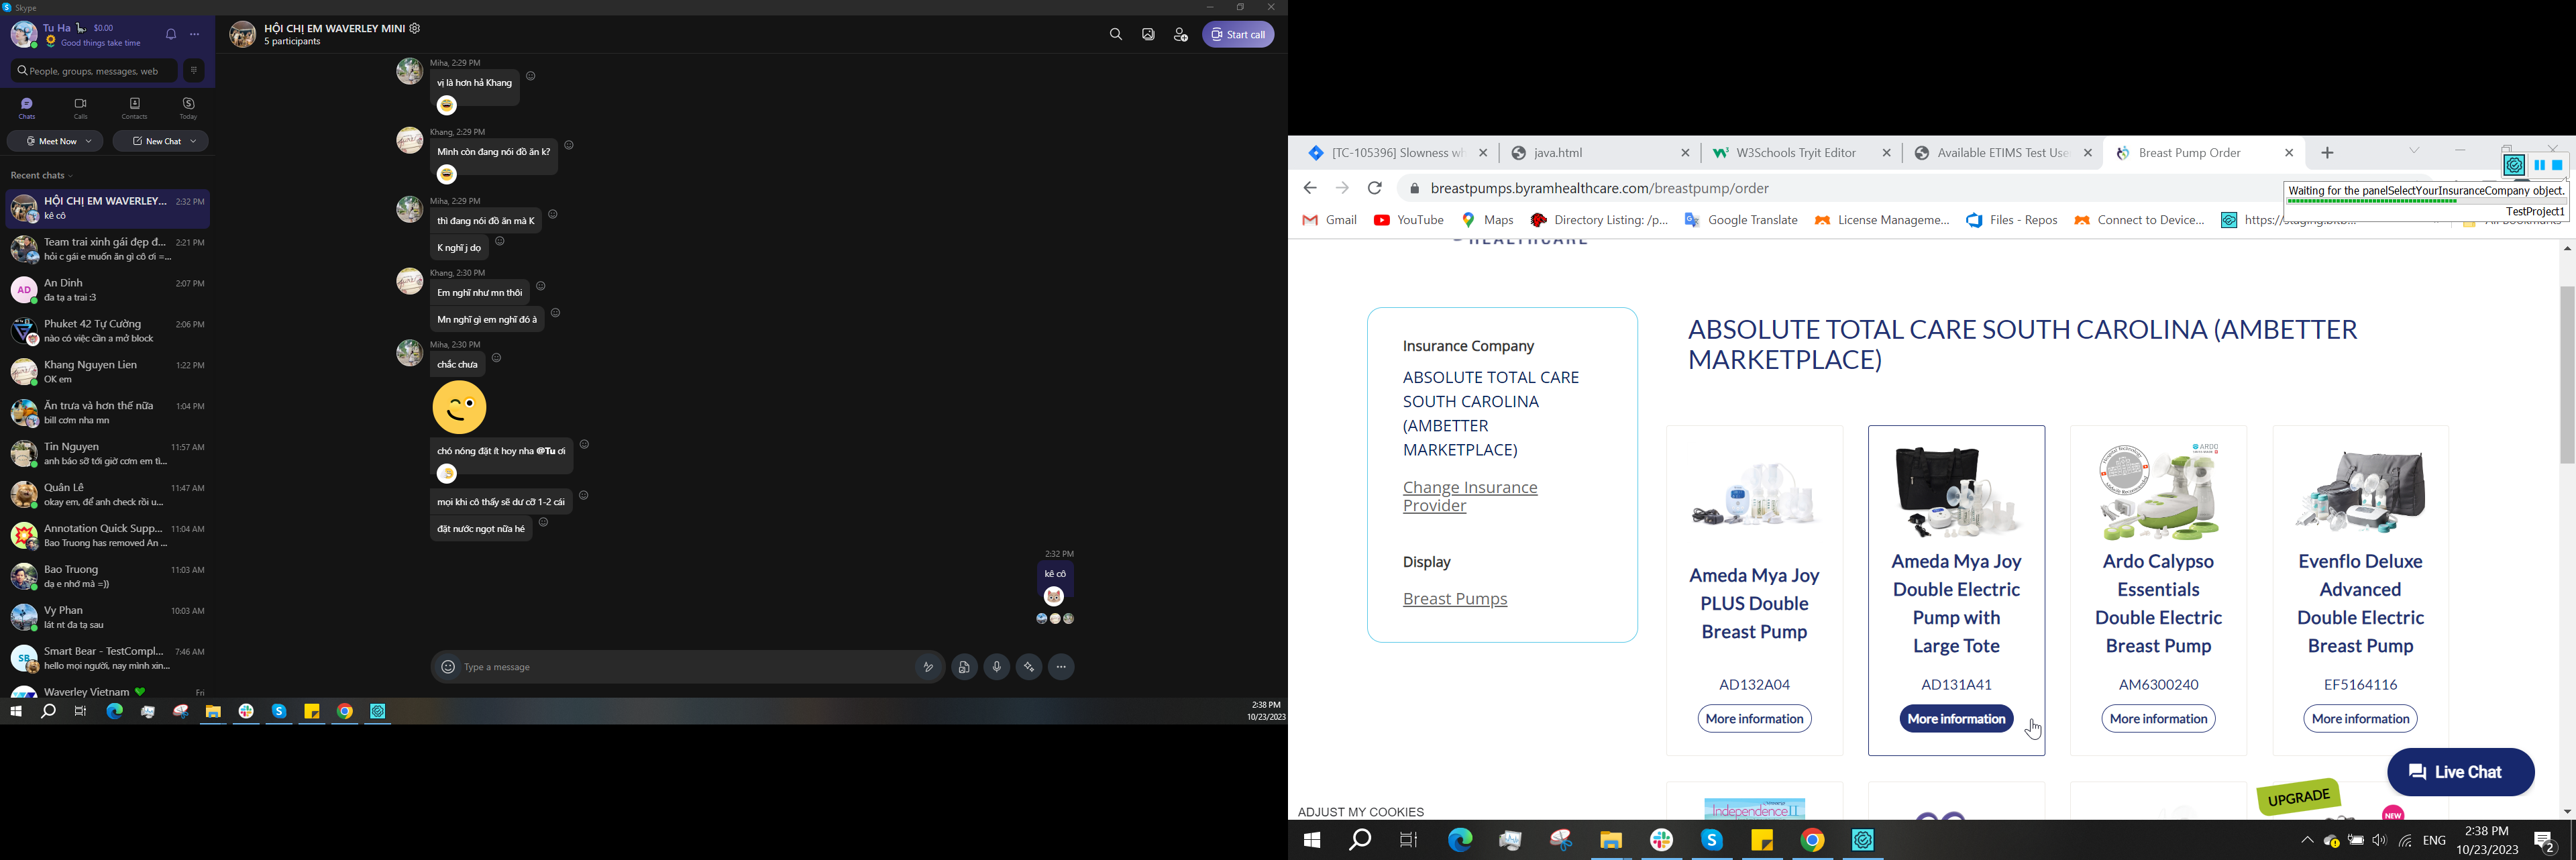 Skype
Tu Ha
$0.00
Good things take time
People, groups, messages, web
Chats
Calls
Contacts
Today
Meet Now
New Chat
Recent chats
HỘI CHỊ EM WAVERLEY...
2:32 PM
kê cô
Team trai xinh gái đẹp đ...
2:21 PM
hỏi c gái e muốn ăn gì cô ơi =...
AD
An Dinh
2:07 PM
đa tạ a trai :3
Phuket 42 Tự Cường
2:06 PM
nào có việc cần a mở block
Khang Nguyen Lien
1:22 PM
OK em
Ăn trưa và hơn thế nữa
1:04 PM
bill cơm nha mn
Tin Nguyen
11:57 AM
anh báo sỡ tới giờ cơm em tì...
Quân Lê
11:47 AM
okay em, để anh check rồi u...
Annotation Quick Supp...
11:04 AM
Bao Truong has removed An ...
Bao Truong
11:03 AM
dạ e nhớ mà =))
Vy Phan
10:03 AM
lát nt đa tạ sau
SB
Smart Bear - TestCompl...
7:46 AM
hello mọi người, nay mình xin...
Waverley Vietnam
Fri
HỘI CHỊ EM WAVERLEY MINI
5 participants
Start call
Miha, 2:29 PM
vị là hơn hả Khang
Khang, 2:29 PM
Mình còn đang nói đồ ăn k?
Miha, 2:29 PM
thì đang nói đồ ăn mà K
K nghĩ j dọ
Khang, 2:30 PM
Em nghĩ như mn thôi
Mn nghĩ gì em nghĩ đó à
Miha, 2:30 PM
chắc chưa
chó nóng đặt ít hoy nha @Tu ơi
mọi khi cô thấy sẽ dư cỡ 1-2 cái
đặt nước ngọt nữa hé
2:32 PM
kê cô
Type a message
2:38 PM
10/23/2023
[TC-105396] Slowness wh
java.html
W3Schools Tryit Editor
Available ETIMS Test Use
Breast Pump Order
breastpumps.byramhealthcare.com/breastpump/order
Waiting for the panelSelectYourInsuranceCompany object.
TestProject1
Gmail
YouTube
Maps
Directory Listing: /p...
Google Translate
License Manageme...
Files - Repos
Connect to Device...
HEALTHCARE
Insurance Company
ABSOLUTE TOTAL CARE
SOUTH CAROLINA
(AMBETTER
MARKETPLACE)
Change Insurance
Provider
Display
Breast Pumps
ABSOLUTE TOTAL CARE SOUTH CAROLINA (AMBETTER
MARKETPLACE)
Ameda Mya Joy
PLUS Double
Breast Pump
AD132A04
More information
Ameda Mya Joy
Double Electric
Pump with
Large Tote
AD131A41
More information
ARDO
Ardo Calypso
Essentials
Double Electric
Breast Pump
AM6300240
More information
Evenflo Deluxe
Advanced
Double Electric
Breast Pump
EF5164116
More information
Live Chat
UPGRADE
NEW
ADJUST MY COOKIES
ENG
2:38 PM
10/23/2023
2